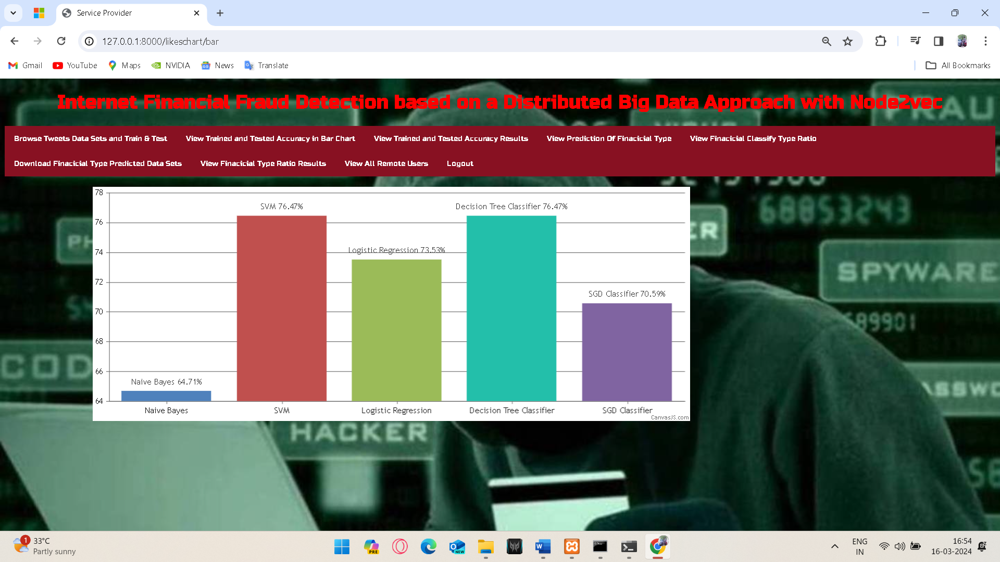 Service Provider
127.0.0.1:8000/likeschart/bar
Gmail YouTube Maps NVIDIA News Translate All Bookmarks
Internet Financial Fraud Detection based on a Distributed Big Data Approach with Node2vec
Browse Tweets Data Sets and Train & Test View Trained and Tested Accuracy in Bar Chart View Trained and Tested Accuracy Results View Prediction Of Finacicial Type View Finacicial Classify Type Ratio
Download Finacicial Type Predicted Data Sets View Finacicial Type Ratio Results View All Remote Users Logout
78
76
74
72
70
68
66
64
SVM 76.47%
Decision Tree Classifier 76.47%
Logistic Regression 73.53%
SGD Classifier 70.59%
Naive Bayes 64.71%
Naive Bayes SVM Logistic Regression Decision Tree Classifier SGD Classifier
CanvasJS.com
68853243
SPYWARE
HACKER
1
33°C
Partly sunny
PRE
NEW
ENG
IN
16:54
16-03-2024